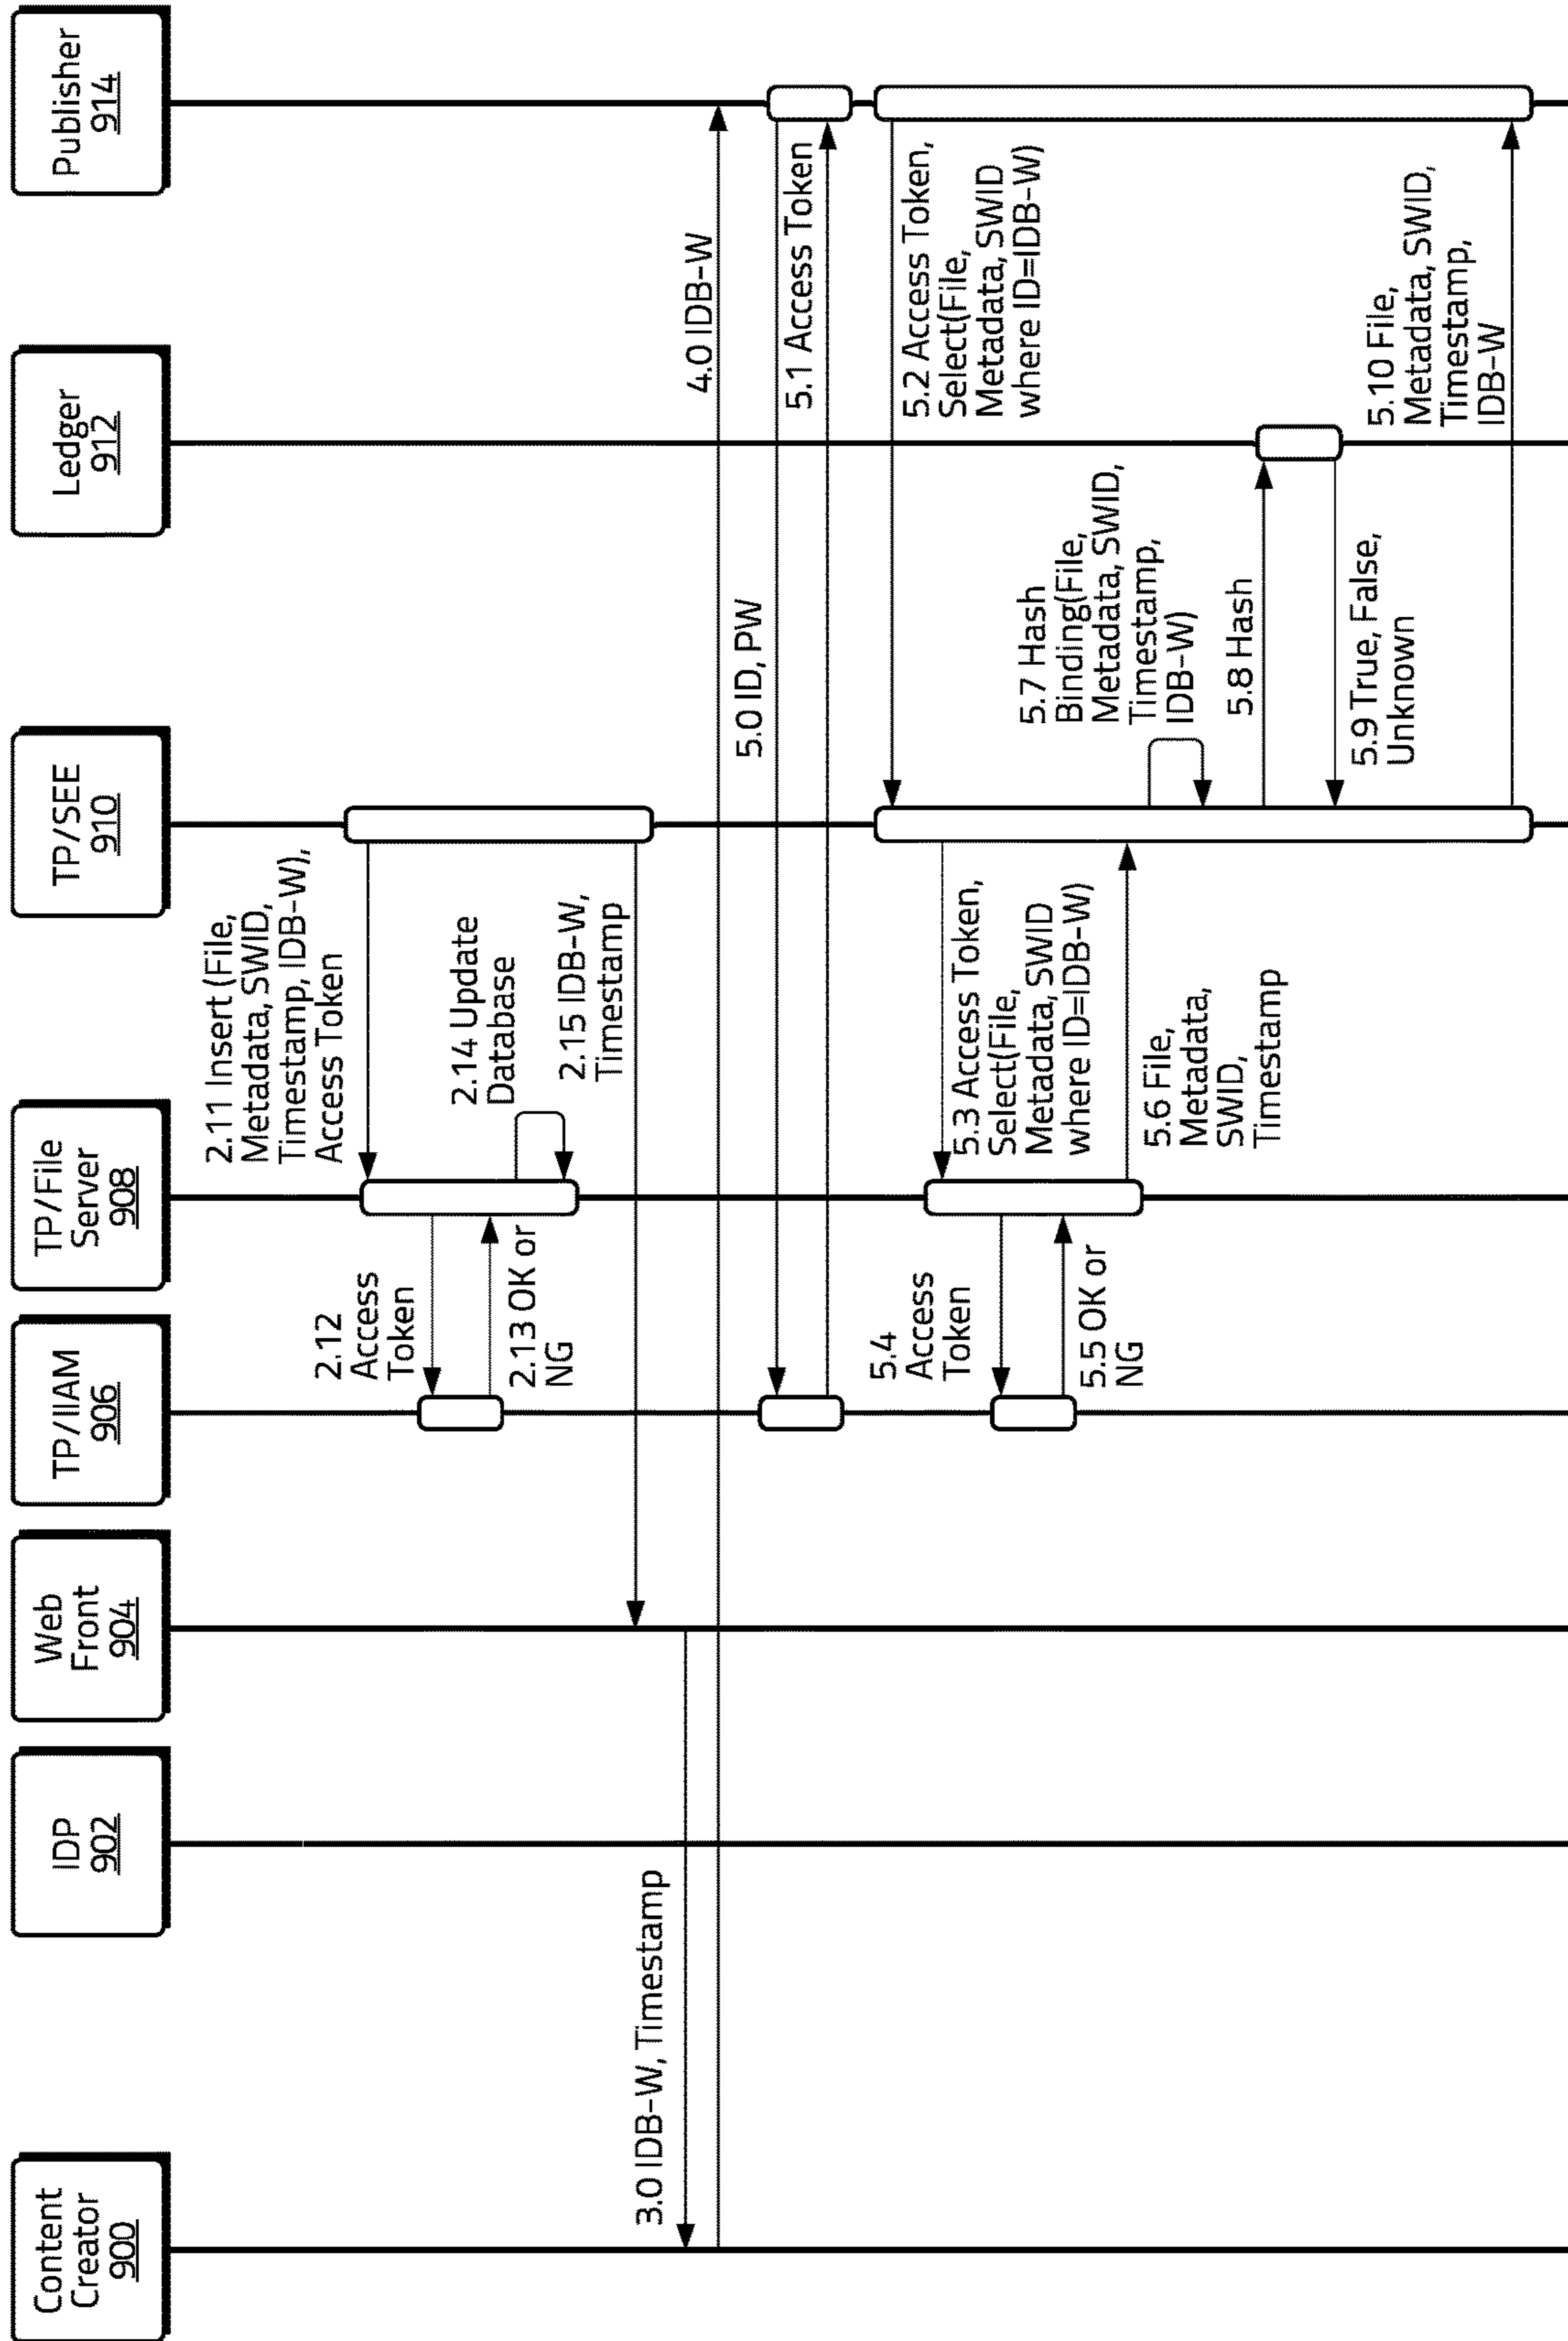 Content
Creator
900
IDP
902
Web
Front
904
TP/IIAM
906
TP/File
Server
908
TP/SEE
910
Ledger
912
Publisher
914
2.11 Insert (File,
Metadata, SWID,
Timestamp, IDB-W),
Access Token
2.12
Access
Token
2.13 OK or
NG
2.14 Update
Database
2.15 IDB-W,
Timestamp
3.0 IDB-W, Timestamp
4.0 IDB-W
5.0 ID, PW
5.1 Access Token
5.2 Access Token,
Select(File,
Metadata, SWID
where ID=IDB-W)
5.3 Access Token,
Select(File,
Metadata, SWID
where ID=IDB-W)
5.4
Access
Token
5.5 OK or
NG
5.6 File,
Metadata,
SWID,
Timestamp
5.7 Hash
Binding(File,
Metadata, SWID,
Timestamp,
IDB-W)
5.8 Hash
5.9 True, False,
Unknown
5.10 File,
Metadata, SWID,
Timestamp,
IDB-W